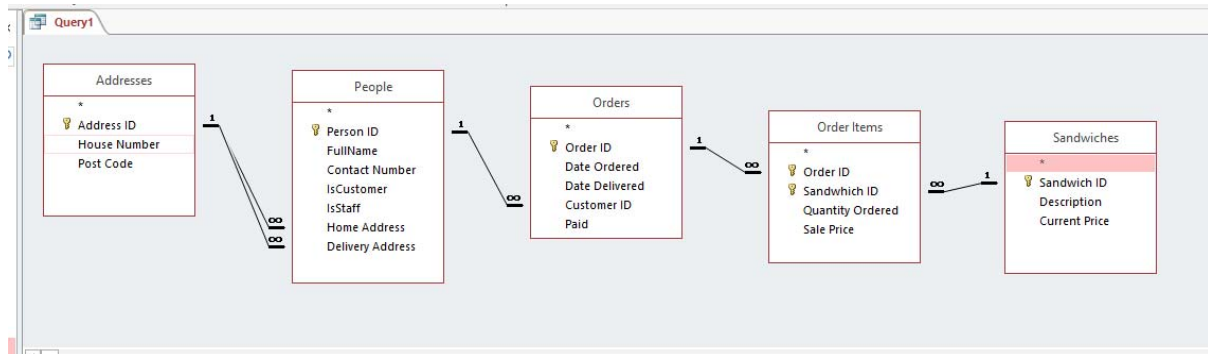 Query1
Addresses
*
Address ID
House Number
Post Code
1
∞
∞
People
*
Person ID
FullName
Contact Number
IsCustomer
IsStaff
Home Address
Delivery Address
1
∞
Orders
*
Order ID
Date Ordered
Date Delivered
Customer ID
Paid
1
∞
Order Items
*
Order ID
Sandwhich ID
Quantity Ordered
Sale Price
∞
1
Sandwiches
*
Sandwich ID
Description
Current Price